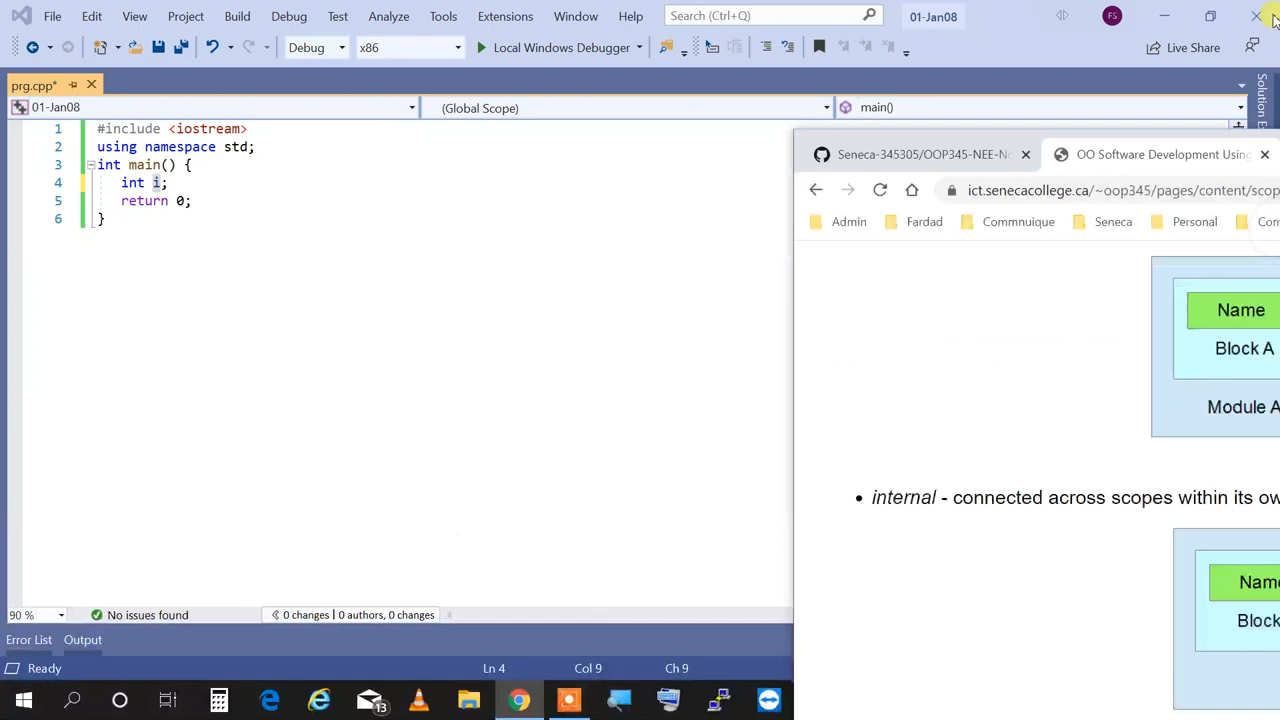 File Edit View Project Build Debug Test Analyze Tools Extensions Window Help Search (Ctrl+Q) 01-Jan08 FS
Debug x86 Local Windows Debugger Live Share
prg.cpp*
01-Jan08 (Global Scope) main()
1 #include <iostream>
2 using namespace std;
3 int main() {
4 int i;
5 return 0;
6 }
Solution E
Seneca-345305/OOP345-NEE-N OO Software Development Using
ict.senecacollege.ca/~oop345/pages/content/scop
Admin Fardad Commnuique Seneca Personal Com
Name
Block A
Module A
• internal - connected across scopes within its ow
Name
Block
90 % No issues found 0 changes | 0 authors, 0 changes
Error List Output
Ready Ln 4 Col 9 Ch 9
13